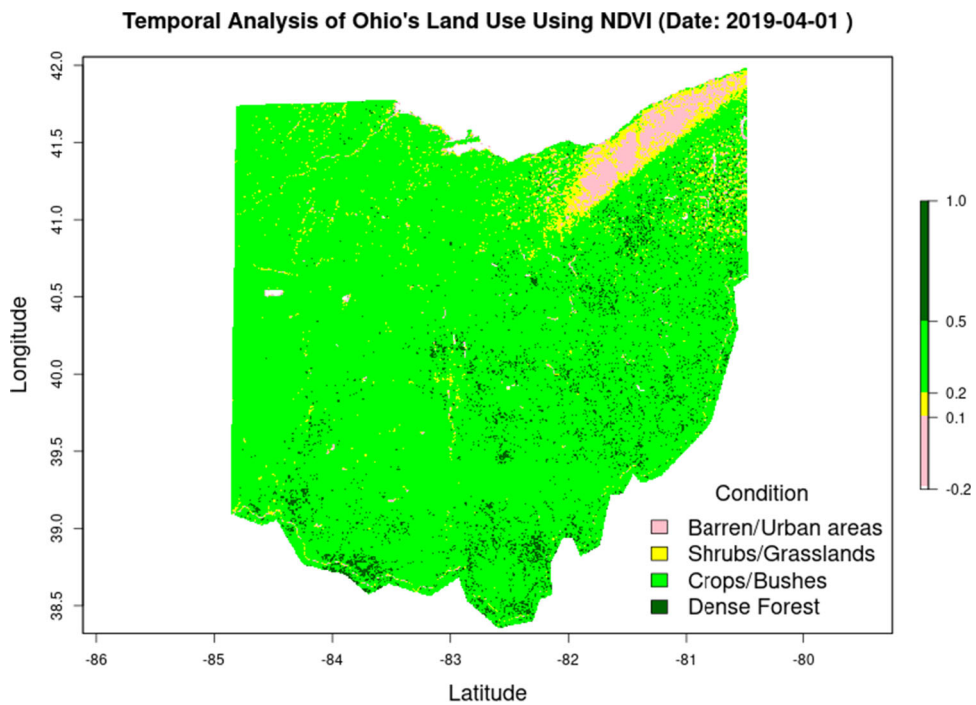 Temporal Analysis of Ohio's Land Use Using NDVI (Date: 2019-04-01 )
Longitude
42.0
41.5
41.0
40.5
40.0
39.5
39.0
38.5
-86
-85
-84
-83
-82
-81
-80
Latitude
Condition
Barren/Urban areas
Shrubs/Grasslands
Crops/Bushes
Dense Forest
1.0
0.5
0.2
0.1
-0.2